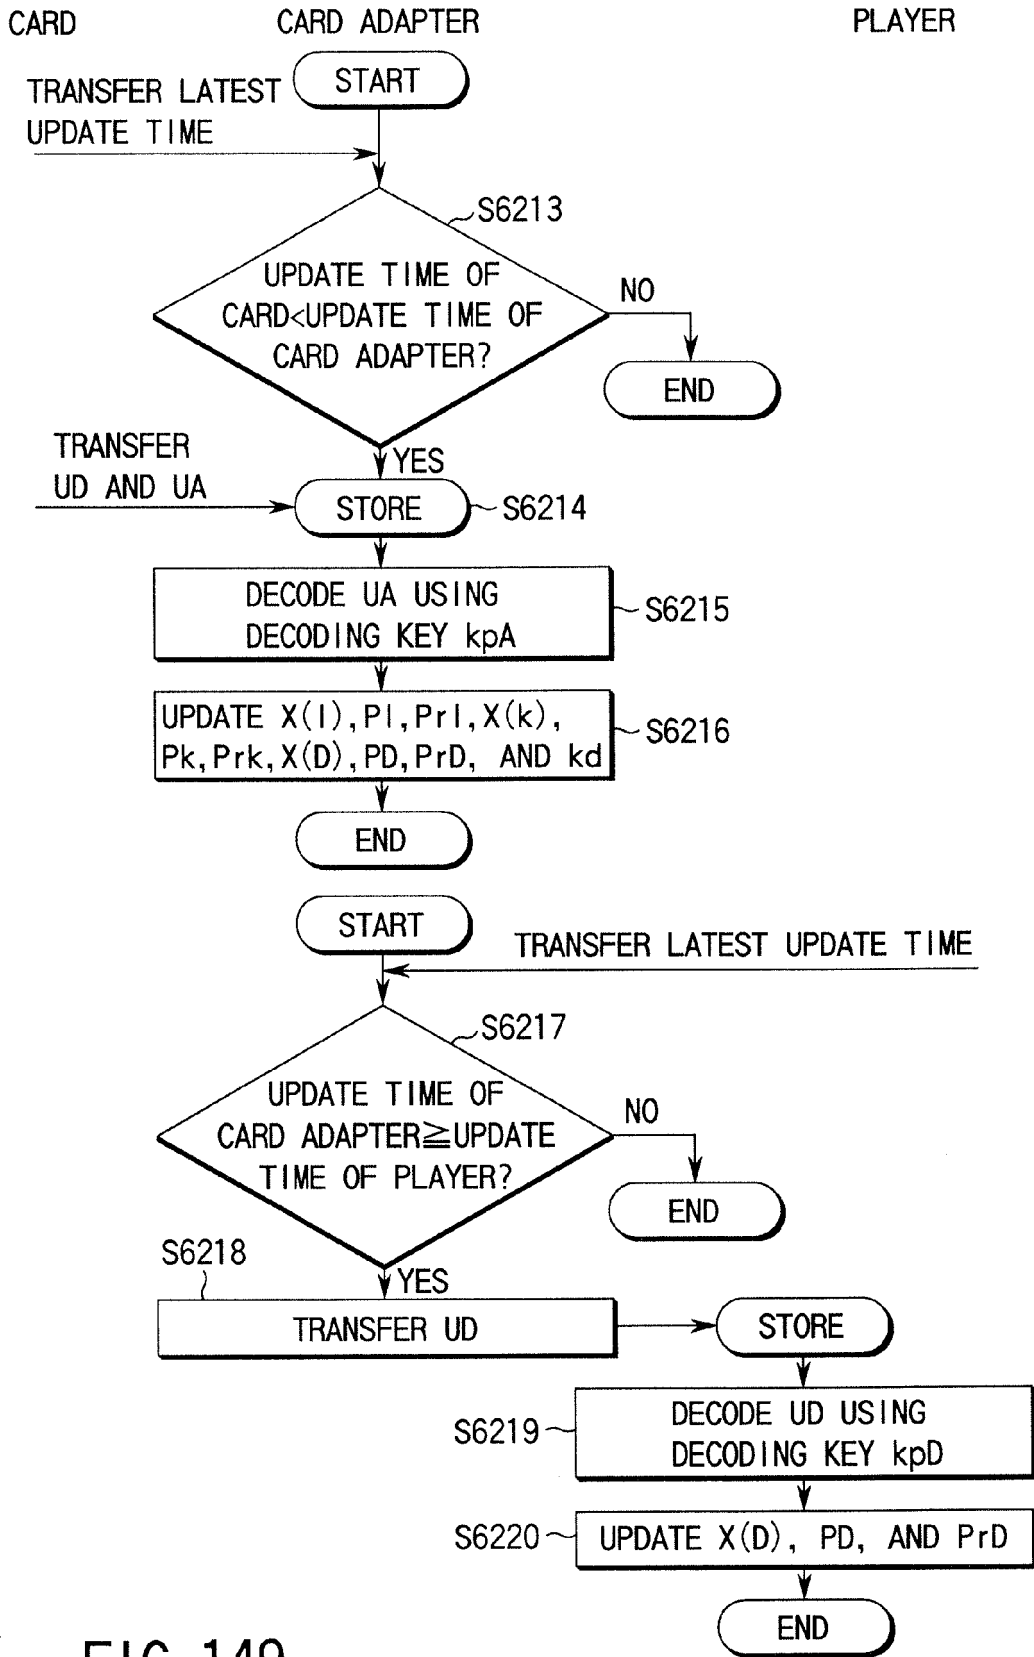 CARD CARD ADAPTER PLAYER
START
TRANSFER LATEST
UPDATE TIME
S6213
UPDATE TIME OF
CARD<UPDATE TIME OF
CARD ADAPTER?
NO
END
YES
TRANSFER
UD AND UA
STORE
S6214
DECODE UA USING
DECODING KEY kpA
S6215
UPDATE X(I),PI,PrI,X(k),
Pk,Prk,X(D),PD,PrD, AND kd
S6216
END
START
TRANSFER LATEST UPDATE TIME
S6217
UPDATE TIME OF
CARD ADAPTER≧UPDATE
TIME OF PLAYER?
NO
END
YES
S6218
TRANSFER UD
STORE
S6219
DECODE UD USING
DECODING KEY kpD
S6220
UPDATE X(D), PD, AND PrD
END